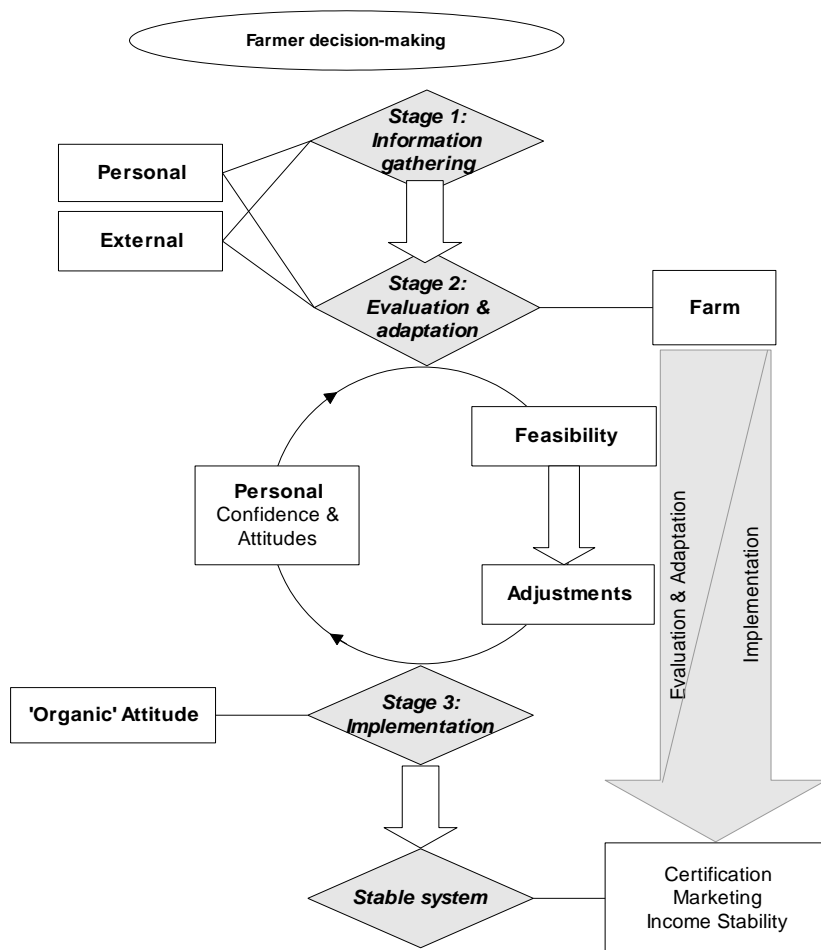 Farmer decision-making
Stage 1:
Information
gathering
Personal
External
Stage 2:
Evaluation &
adaptation
Farm
Feasibility
Personal
Confidence &
Attitudes
Adjustments
Evaluation & Adaptation
Implementation
'Organic' Attitude
Stage 3:
Implementation
Stable system
Certification
Marketing
Income Stability